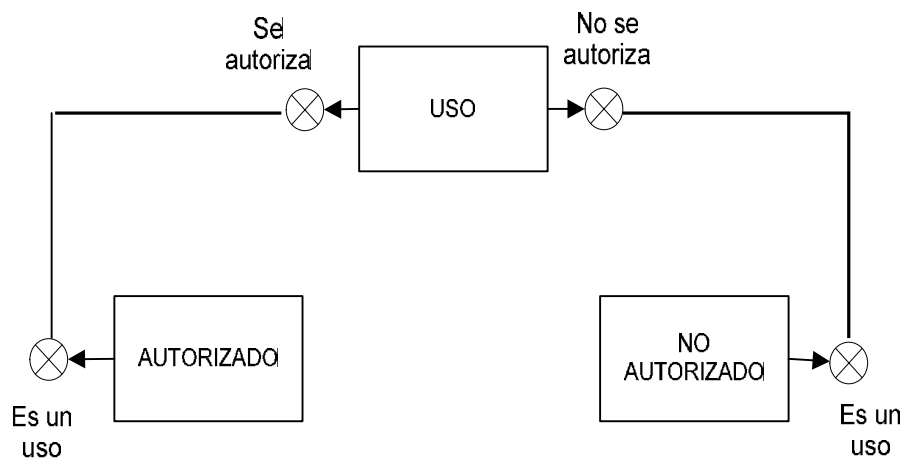 Se
autoriza
No se
autoriza
USO
AUTORIZADO
NO
AUTORIZADO
Es un
uso
Es un
uso